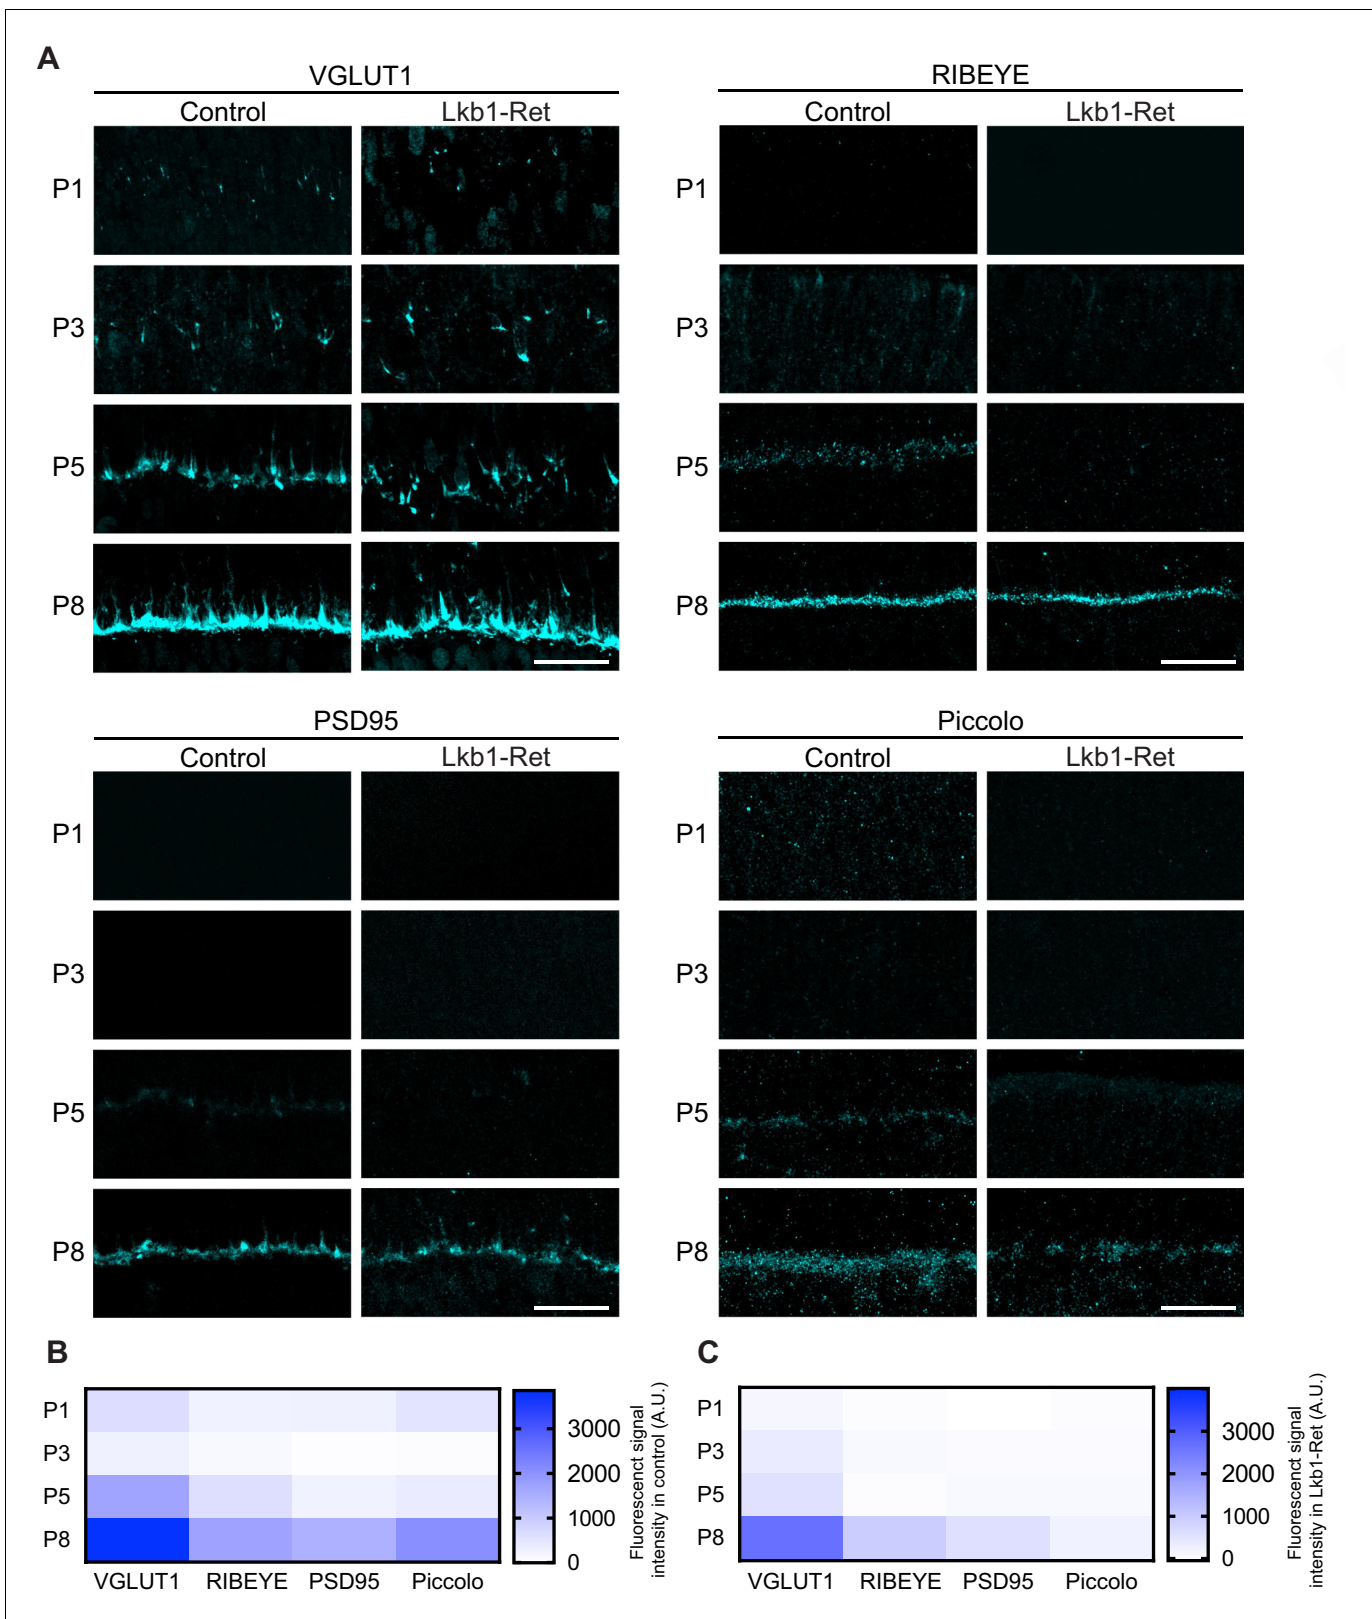 A
VGLUT1
Control Lkb1-Ret
P1
P3
P5
P8
RIBEYE
Control Lkb1-Ret
P1
P3
P5
P8
PSD95
Control Lkb1-Ret
P1
P3
P5
P8
Piccolo
Control Lkb1-Ret
P1
P3
P5
P8
B
P1
P3
P5
P8
VGLUT1 RIBEYE PSD95 Piccolo
3000
2000
1000
0
Fluorescenct signal
intensity in control (A.U.)
C
P1
P3
P5
P8
VGLUT1 RIBEYE PSD95 Piccolo
3000
2000
1000
0
Fluorescenct signal
intensity in Lkb1-Ret (A.U.)